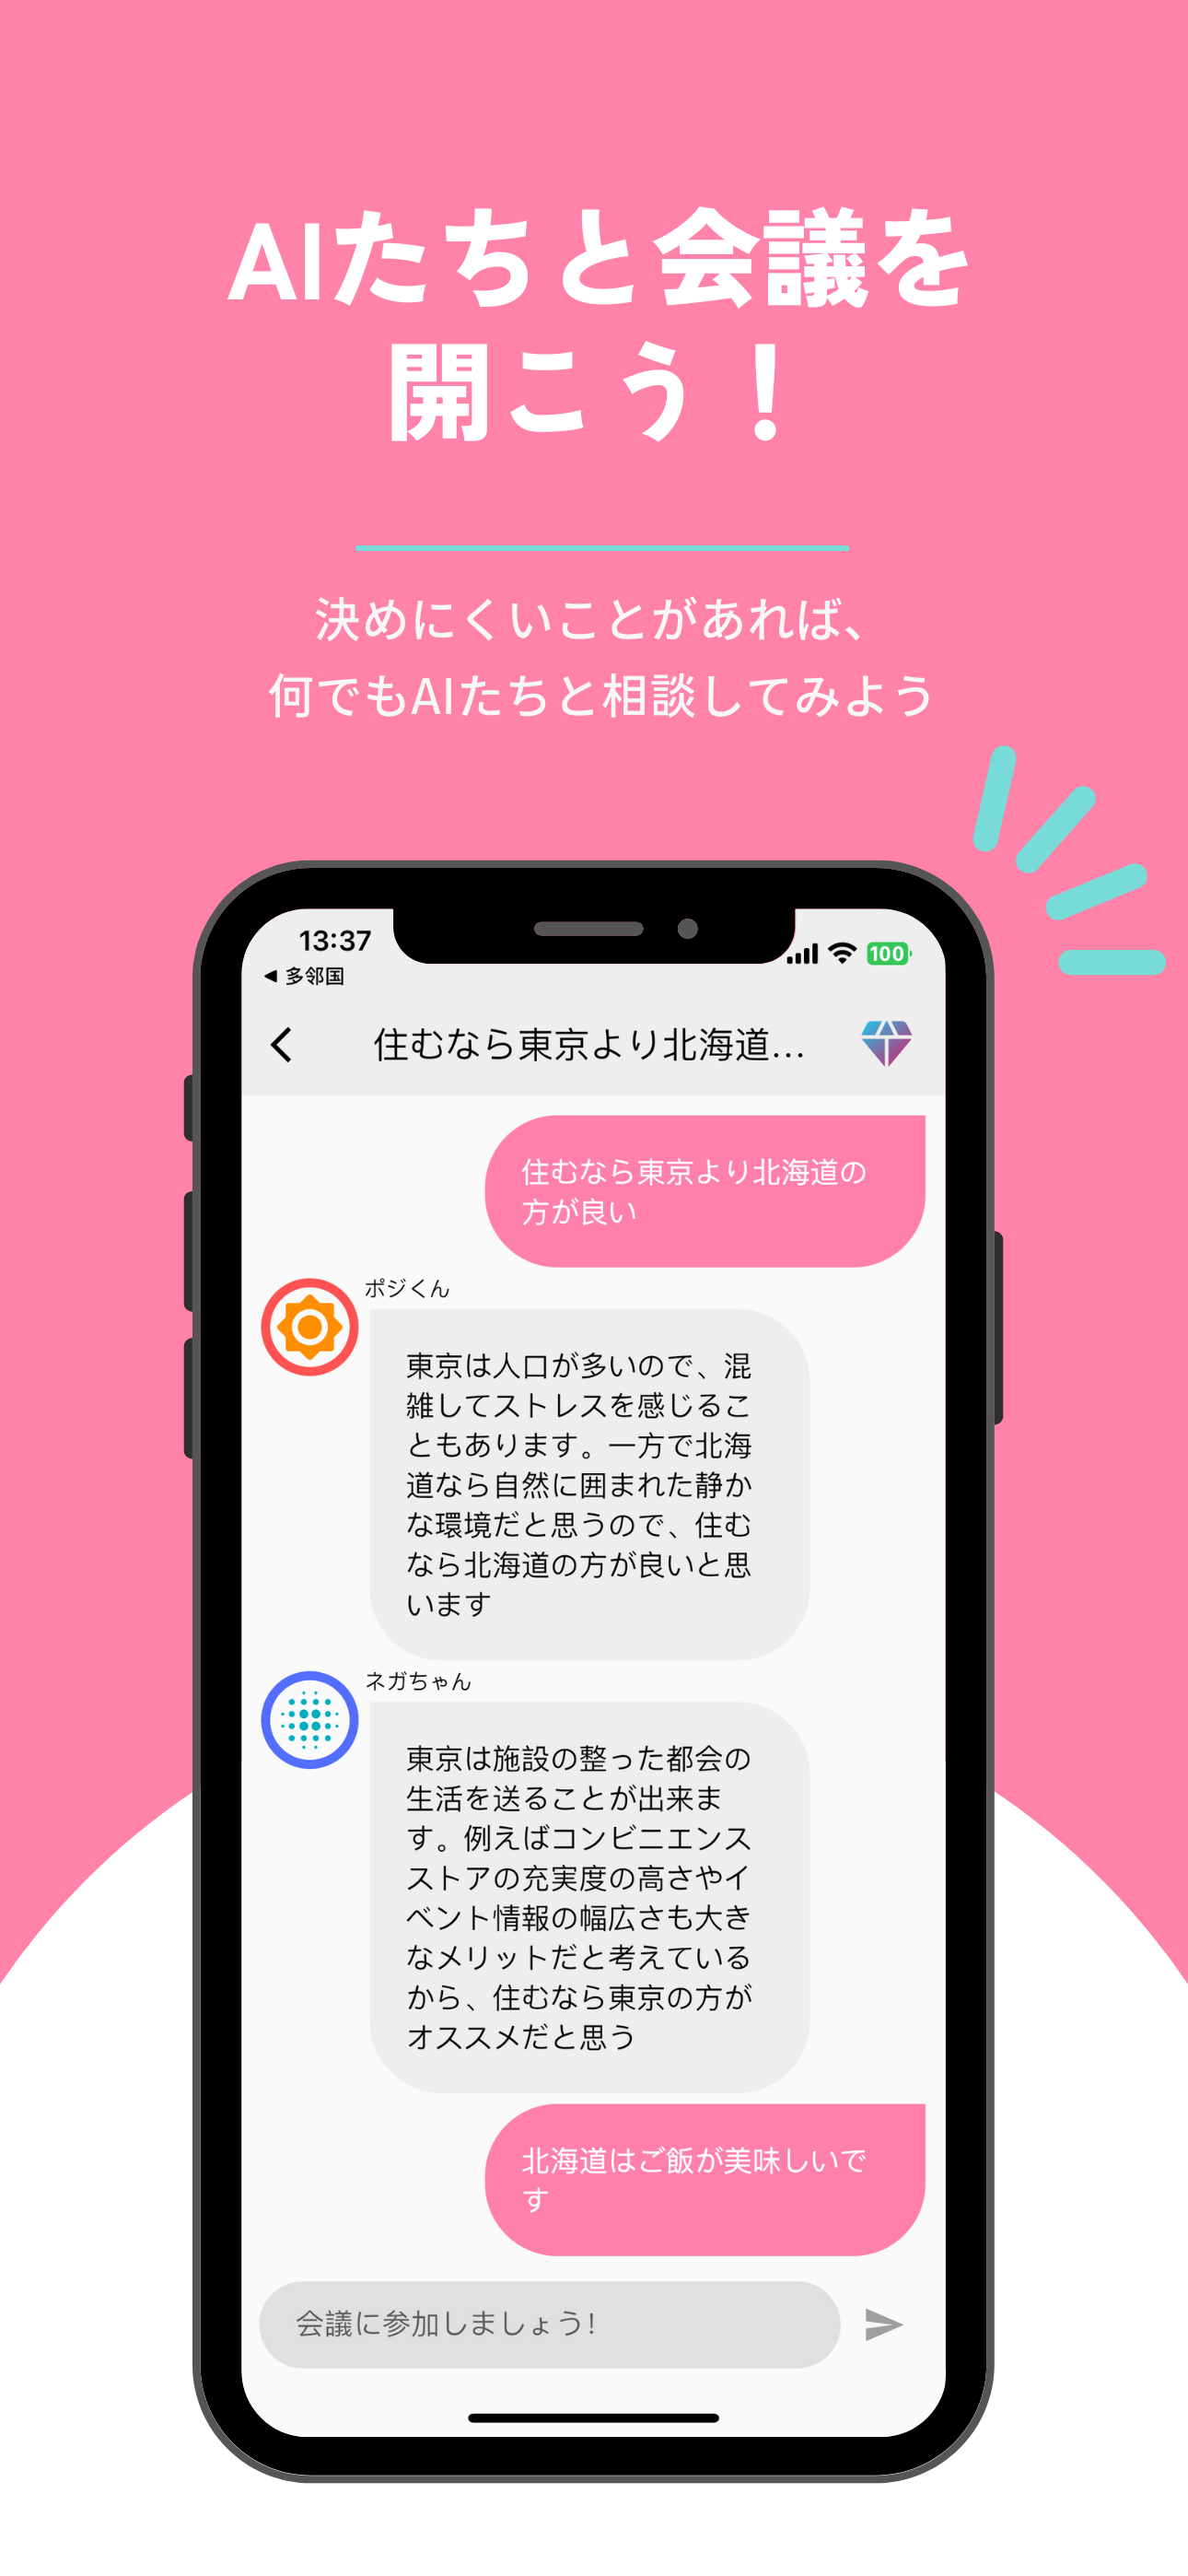 AIたちと会議を
開こう！
決めにくいことがあれば、
何でもAIたちと相談してみよう
13:37
100
◀ 多邻国
住むなら東京より北海道...
住むなら東京より北海道の
方が良い
ポジくん
東京は人口が多いので、混
雑してストレスを感じるこ
ともあります。一方で北海
道なら自然に囲まれた静か
な環境だと思うので、住む
なら北海道の方が良いと思
います
ネガちゃん
東京は施設の整った都会の
生活を送ることが出来ま
す。例えばコンビニエンス
ストアの充実度の高さやイ
ベント情報の幅広さも大き
なメリットだと考えている
から、住むなら東京の方が
オススメだと思う
北海道はご飯が美味しいで
す
会議に参加しましょう!